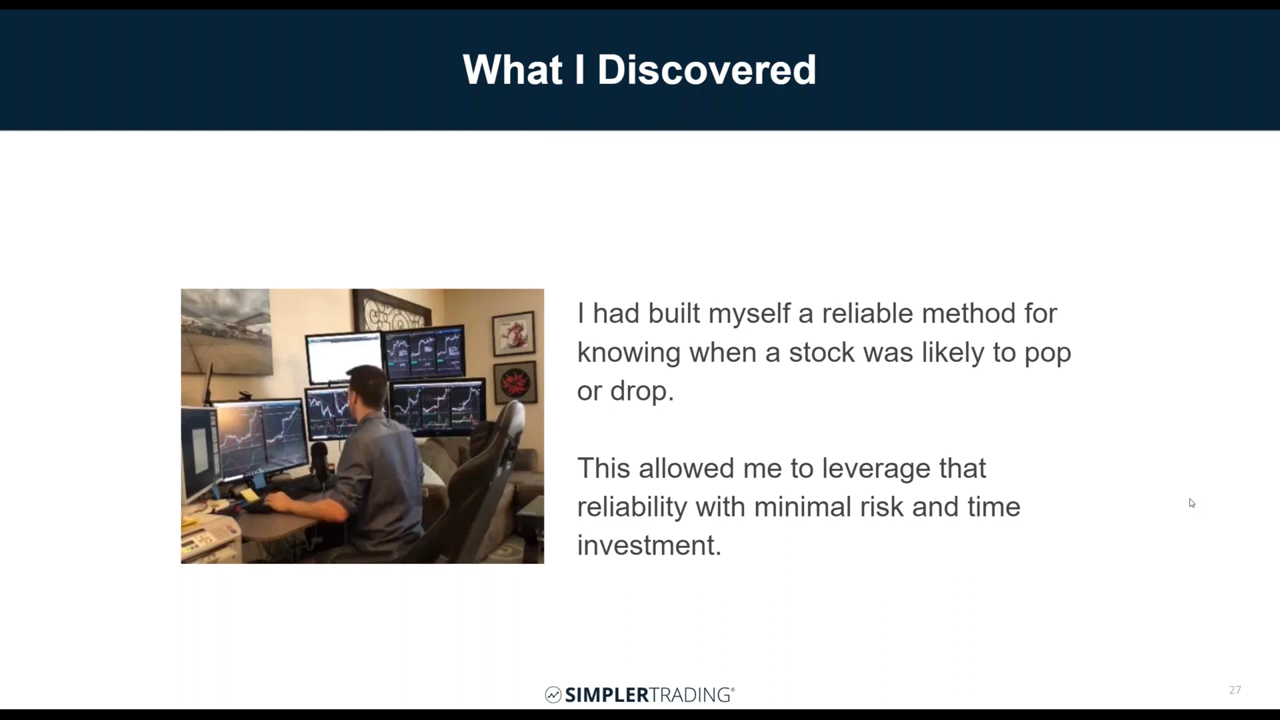 What I Discovered
I had built myself a reliable method for
knowing when a stock was likely to pop
or drop.
This allowed me to leverage that
reliability with minimal risk and time
investment.
SIMPLERTRADING®
27